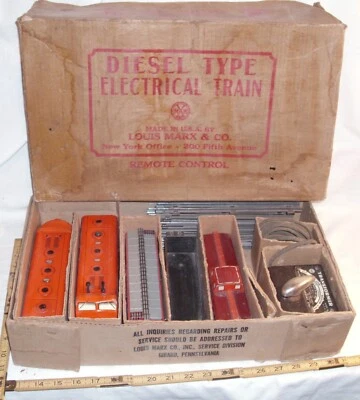 DIESEL TYPE
ELECTRICAL TRAIN
MADE IN U.S.A. BY
LOUIS MARX & CO.
New York Office - 200 Fifth Avenue
REMOTE CONTROL
ALL INQUIRIES REGARDING REPAIRS OR
SERVICE SHOULD BE ADDRESSED TO
LOUIS MARX CO., INC., SERVICE DIVISION
GIRARD, PENNSYLVANIA